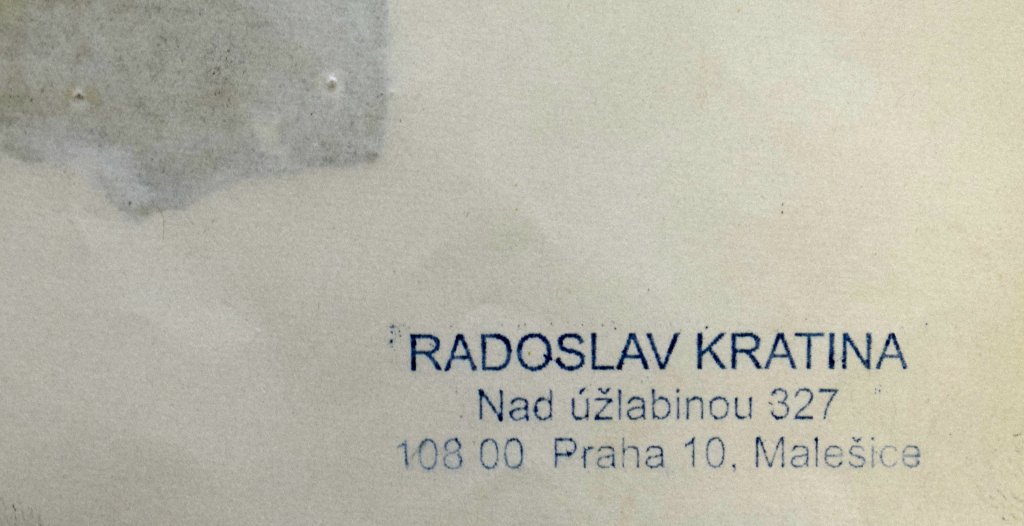 RADOSLAV KRATINA
Nad úžlabinou 327
108 00 Praha 10, Malešice